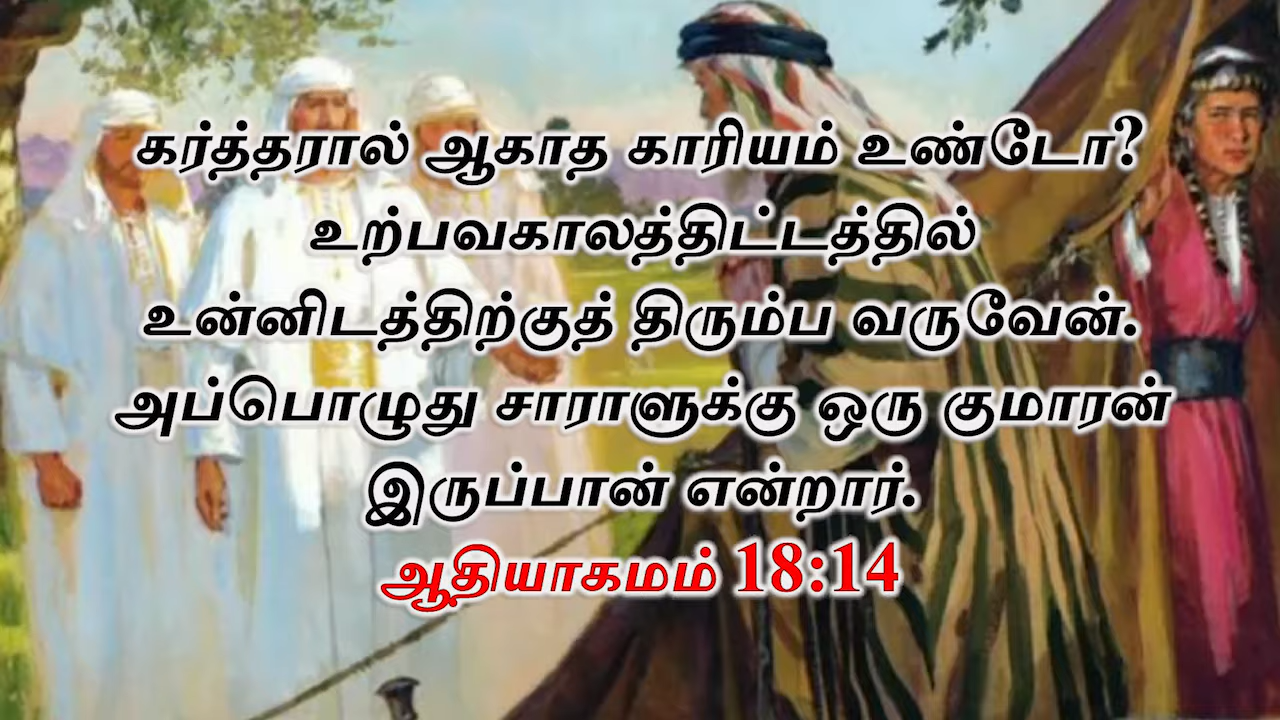 கர்த்தரால் ஆகாத காரியம் உண்டோ?
உற்பவகாலத்திட்டத்தில்
உன்னிடத்திற்குத் திரும்ப வருவேன்.
அப்பொழுது சாராளுக்கு ஒரு குமாரன்
இருப்பான் என்றார்.
ஆதியாகமம் 18:14